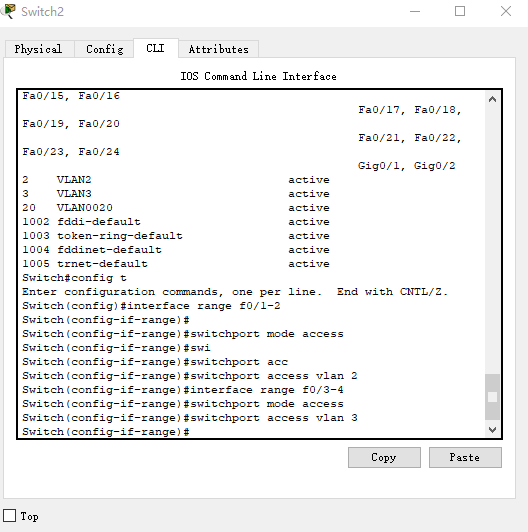 Switch2
Physical Config CLI Attributes
IOS Command Line Interface
Fa0/15, Fa0/16
Fa0/17, Fa0/18,
Fa0/19, Fa0/20
Fa0/21, Fa0/22,
Fa0/23, Fa0/24
Gig0/1, Gig0/2
2 VLAN2 active
3 VLAN3 active
20 VLAN0020 active
1002 fddi-default active
1003 token-ring-default active
1004 fddinet-default active
1005 trnet-default active
Switch#config t
Enter configuration commands, one per line. End with CNTL/Z.
Switch(config)#interface range f0/1-2
Switch(config-if-range)#
Switch(config-if-range)#switchport mode access
Switch(config-if-range)#swi
Switch(config-if-range)#switchport acc
Switch(config-if-range)#switchport access vlan 2
Switch(config-if-range)#interface range f0/3-4
Switch(config-if-range)#switchport mode access
Switch(config-if-range)#switchport access vlan 3
Switch(config-if-range)#
Copy Paste
Top